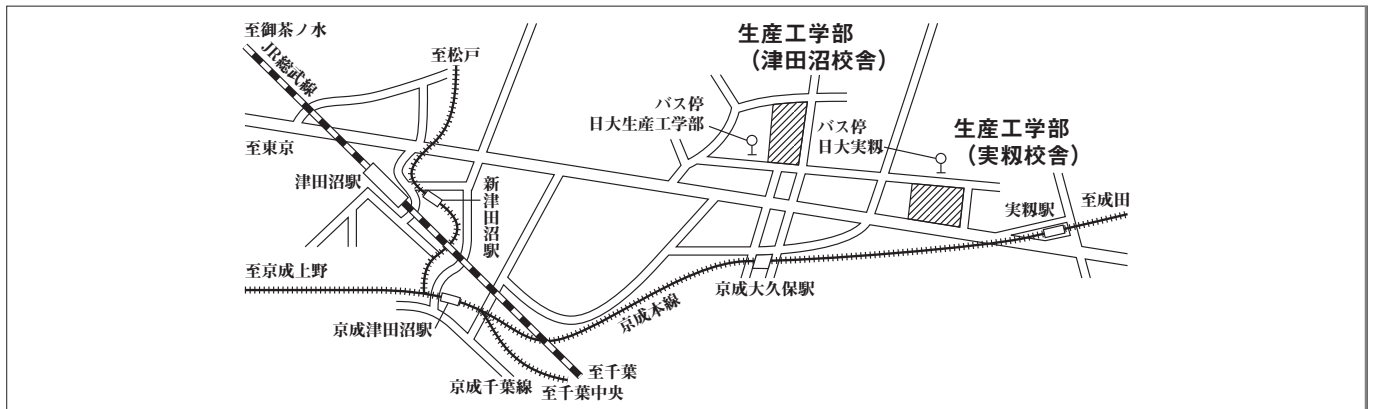 至御茶ノ水
JR総武線
至松戸
生産工学部
（津田沼校舎）
バス停
日大生産工学部
バス停
日大実籾
生産工学部
（実籾校舎）
至東京
津田沼駅
新津田沼駅
実籾駅
至成田
至京成上野
京成大久保駅
京成津田沼駅
京成本線
至千葉
京成千葉線
至千葉中央